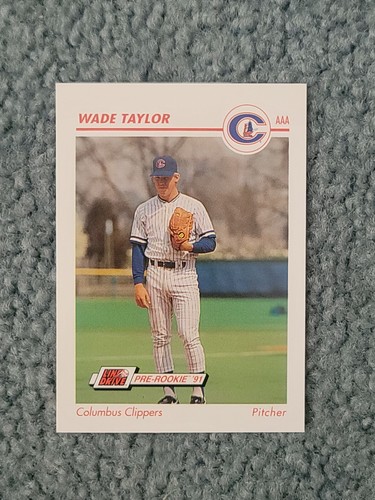 WADE TAYLOR
C
AAA
LINE DRIVE
PRE-ROOKIE '91
Columbus Clippers
Pitcher